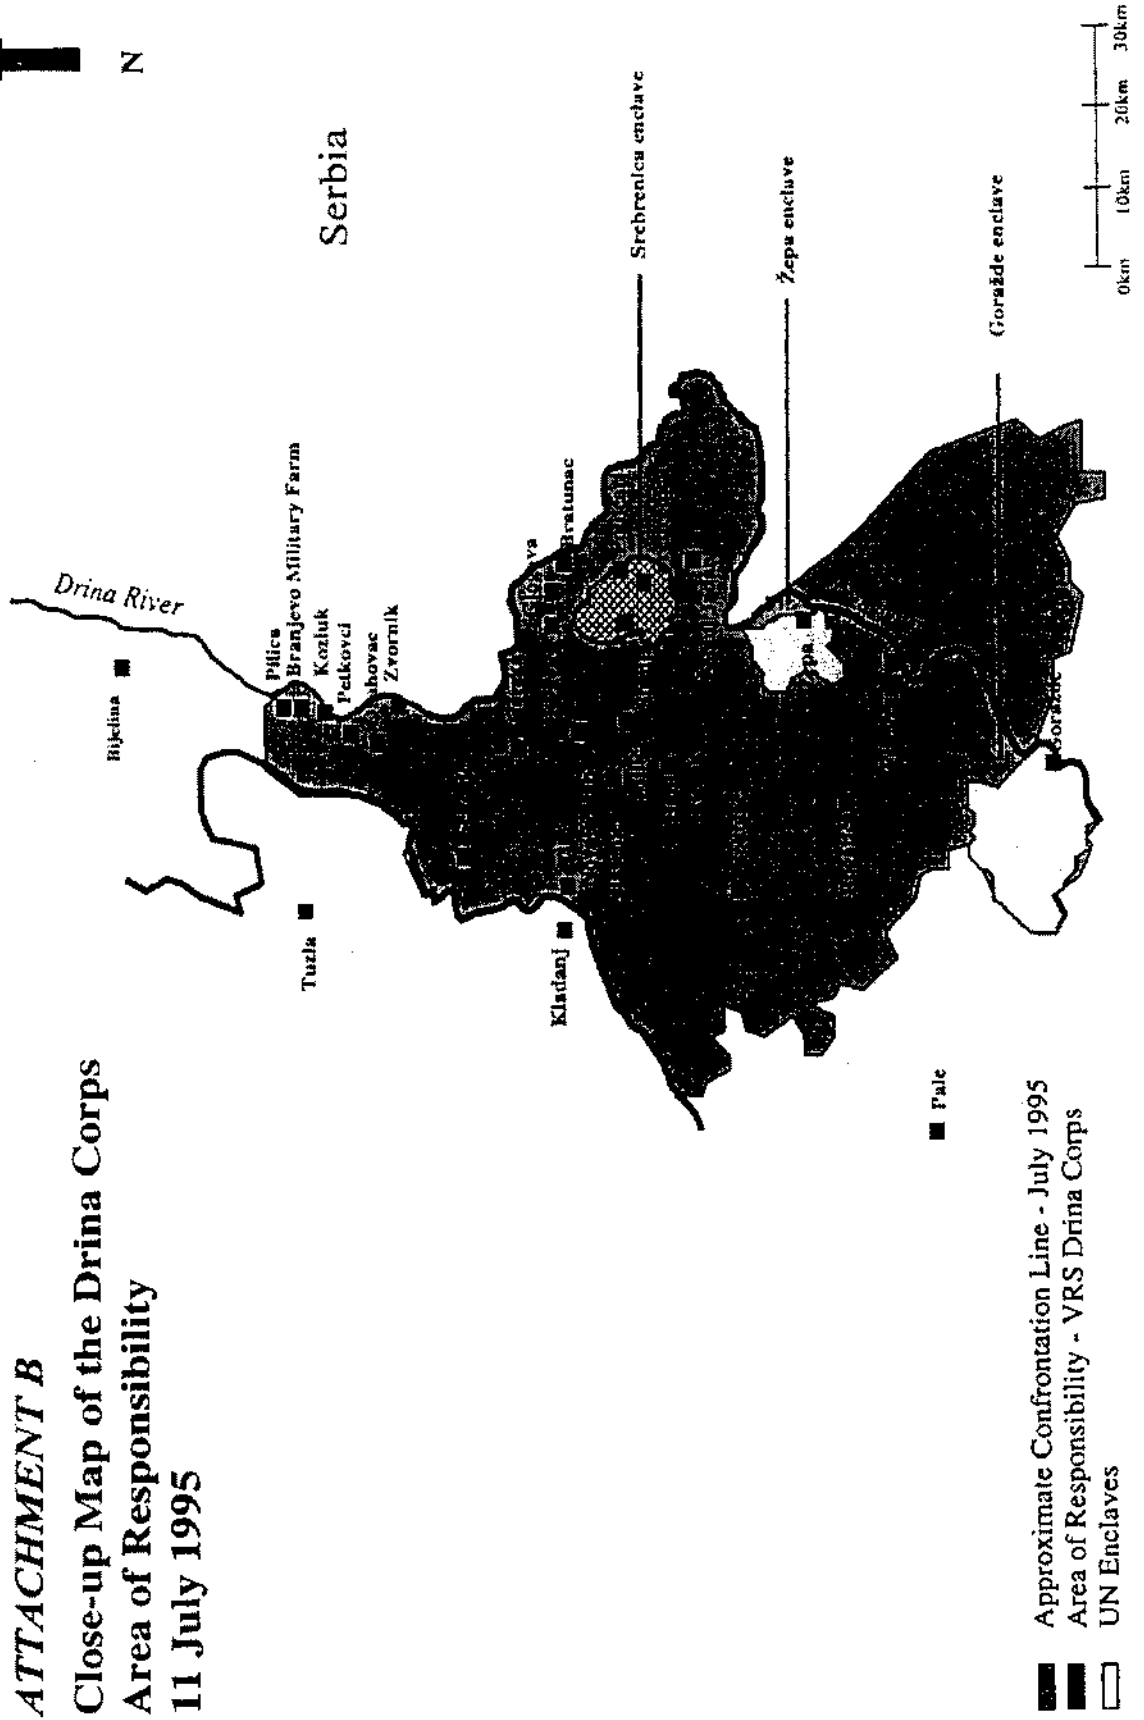 ATTACHMENT B
Close-up Map of the Drina Corps
Area of Responsibility
11 July 1995
N
Serbia
Drina River
Bijelina
Pilica
Branjevo Military Farm
Kozluk
Petkovci
Zvornik
Tuzla
Bratunac
Kladanj
Srebrenica enclave
Žepa enclave
Goražde enclave
Pale
Approximate Confrontation Line - July 1995
Area of Responsibility - VRS Drina Corps
UN Enclaves
0km 10km 20km 30km